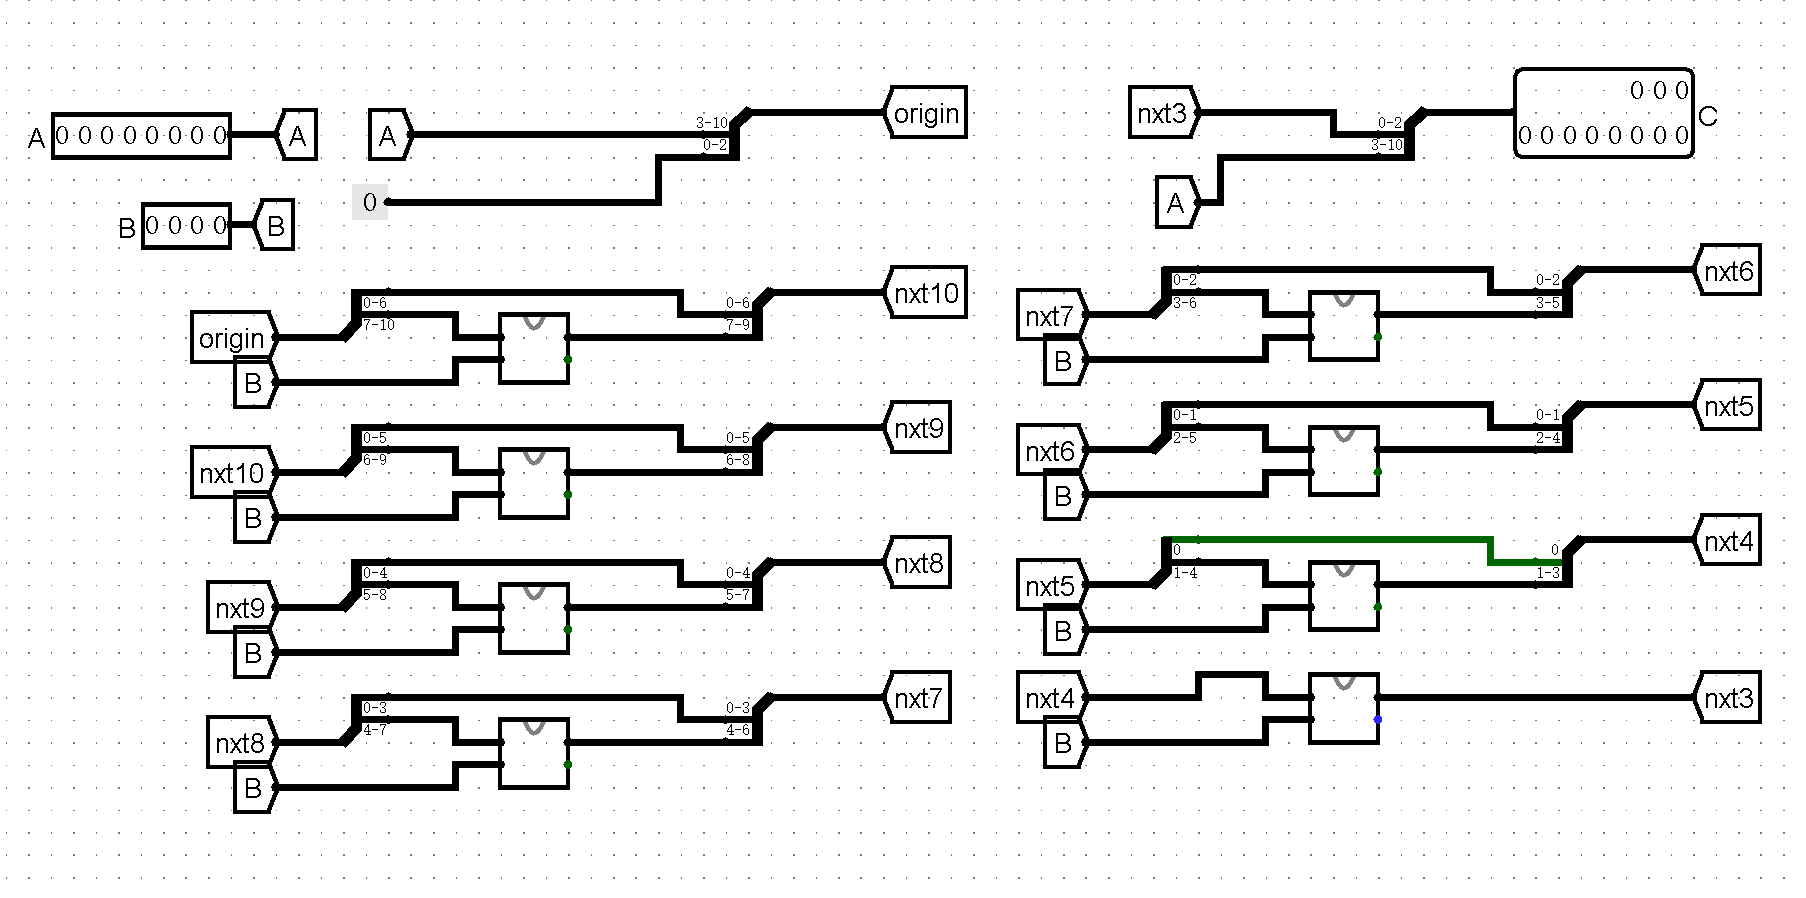 A 0 0 0 0 0 0 0 0 A
A 3-10 0-2 origin
0
B 0 0 0 0 B
nxt3 0-2 3-10
A
0 0 0
0 0 0 0 0 0 0 0 C
origin 0-6 7-10 0-6 7-9 nxt10
B
nxt10 0-5 6-9 0-5 6-8 nxt9
B
nxt9 0-4 5-8 0-4 5-7 nxt8
B
nxt8 0-3 4-7 0-3 4-6 nxt7
B
nxt7 0-2 3-6 0-2 3-5 nxt6
B
nxt6 0-1 2-5 0-1 2-4 nxt5
B
nxt5 0 1-4 0 1-3 nxt4
B
nxt4 nxt3
B